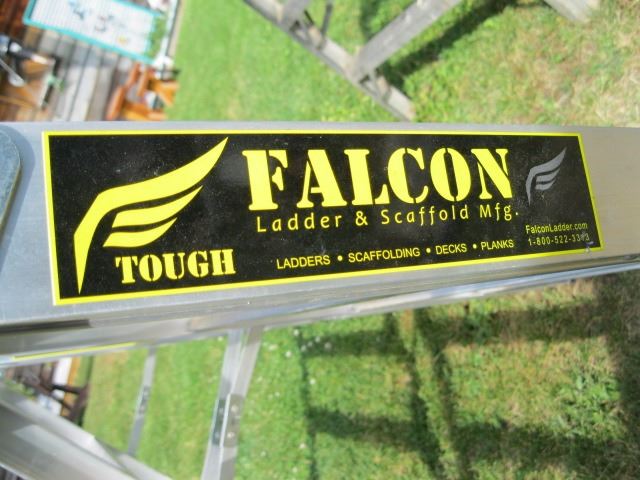 FALCON
Ladder & Scaffold Mfg.
TOUGH
LADDERS • SCAFFOLDING • DECKS • PLANKS
FalconLadder.com